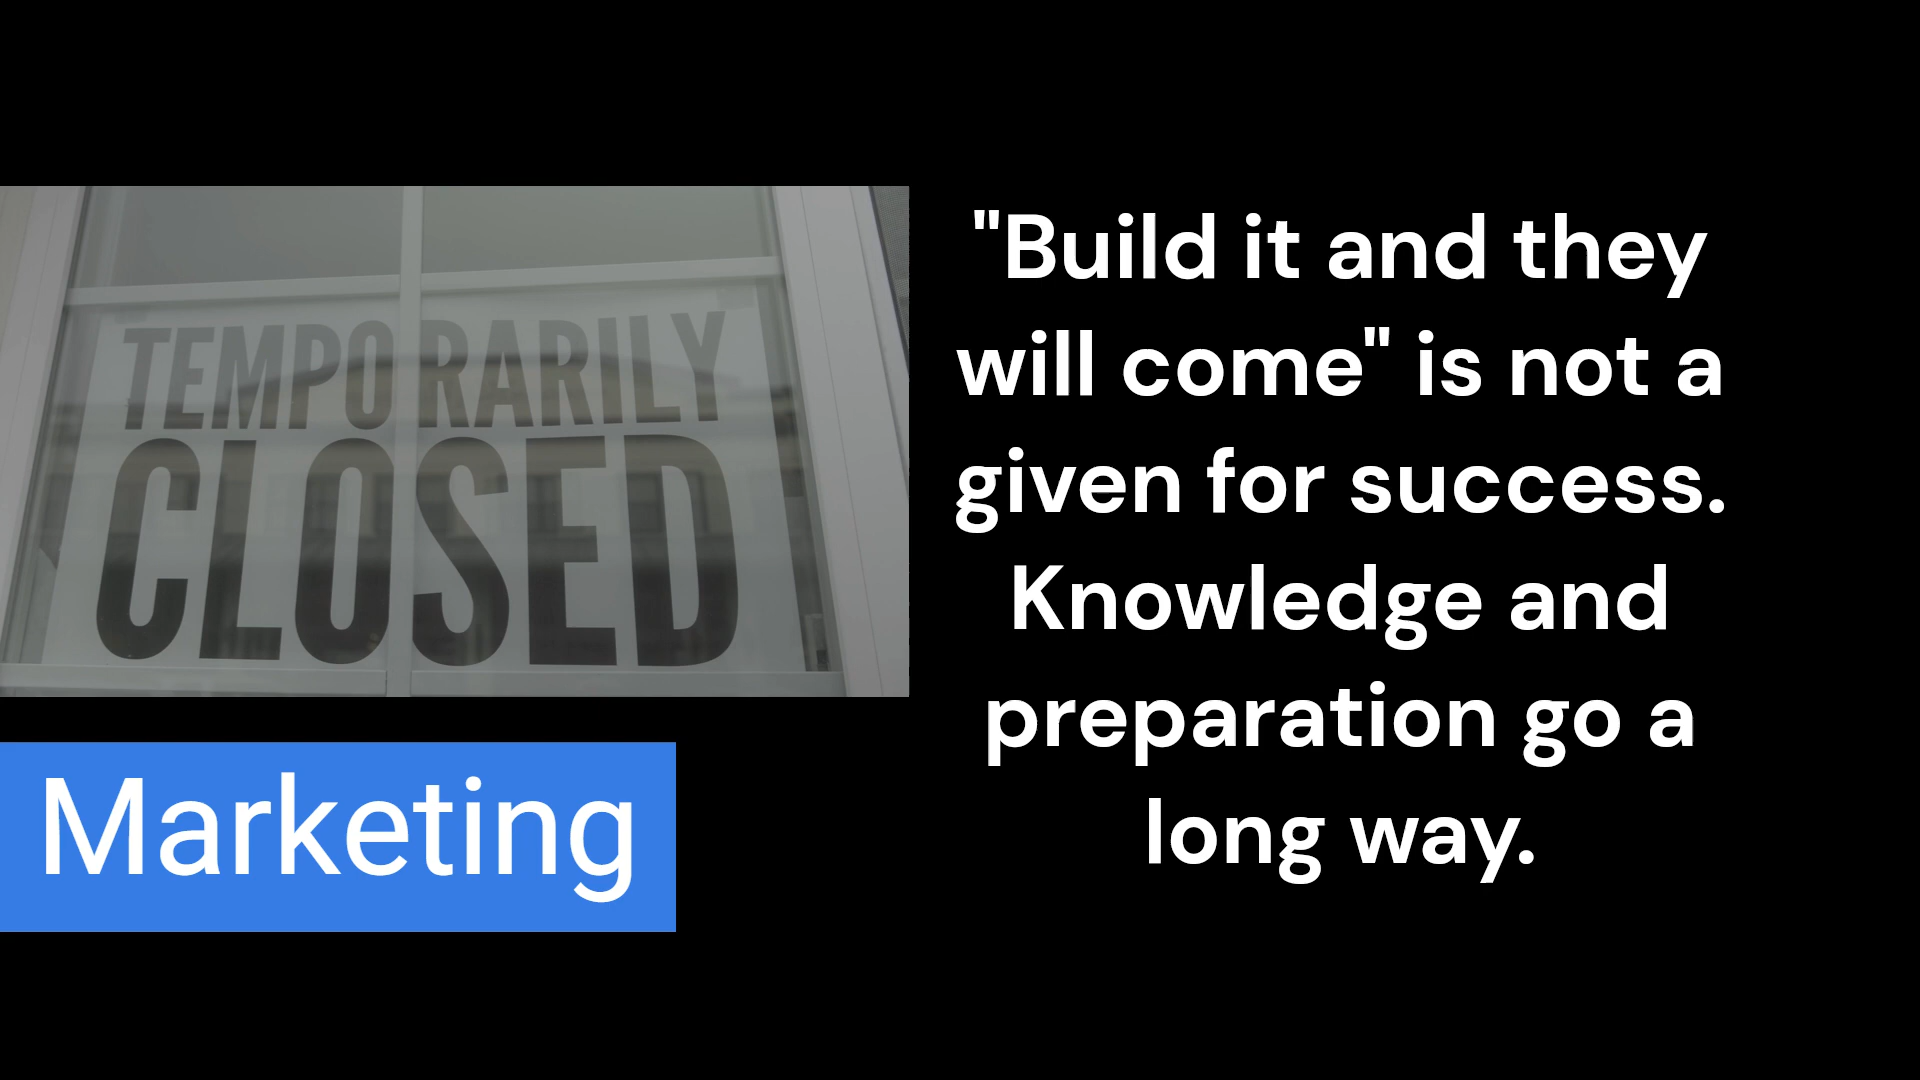 TEMPORARILY
CLOSED
Marketing
"Build it and they
will come" is not a
given for success.
Knowledge and
preparation go a
long way.